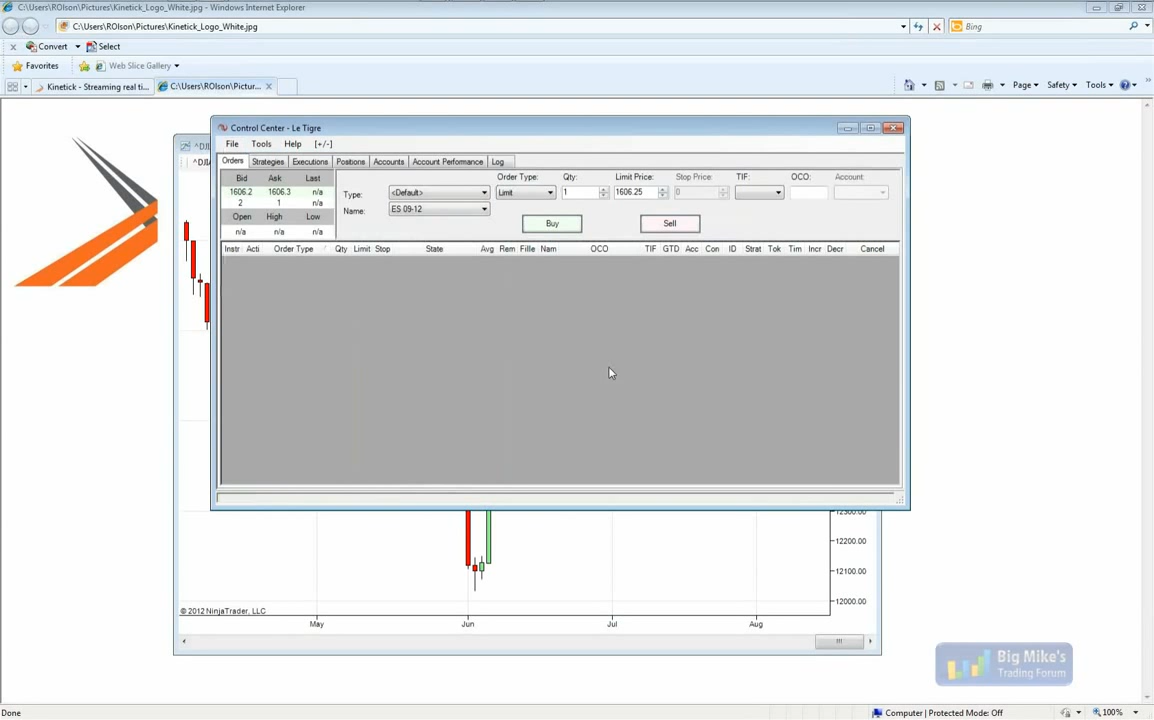 C:\Users\ROlson\Pictures\Kinetick_Logo_White.jpg - Windows Internet Explorer
C:\Users\ROlson\Pictures\Kinetick_Logo_White.jpg
Bing
Convert Select
Favorites Web Slice Gallery
Kinetick - Streaming real ti... C:\Users\ROlson\Pictur... Page Safety Tools
Control Center - Le Tigre
^DJI
File Tools Help [+/-]
^DJIA
Orders Strategies Executions Positions Accounts Account Performance Log
Bid Ask Last Order Type: Qty: Limit Price: Stop Price: TIF: OCO: Account:
1606.2 1606.3 n/a Type: <Default> Limit 1 1606.25 0
2 1 n/a
Name: ES 09-12
Open High Low
Buy Sell
n/a n/a n/a
Instr Acti Order Type Qty Limit Stop State Avg Rem Fille Nam OCO TIF GTD Acc Con ID Strat Tok Tim Incr Decr Cancel
12300.00
12200.00
12100.00
12000.00
© 2012 NinjaTrader, LLC
May Jun Jul Aug
Big Mike's
Trading Forum
Done Computer | Protected Mode: Off 100%